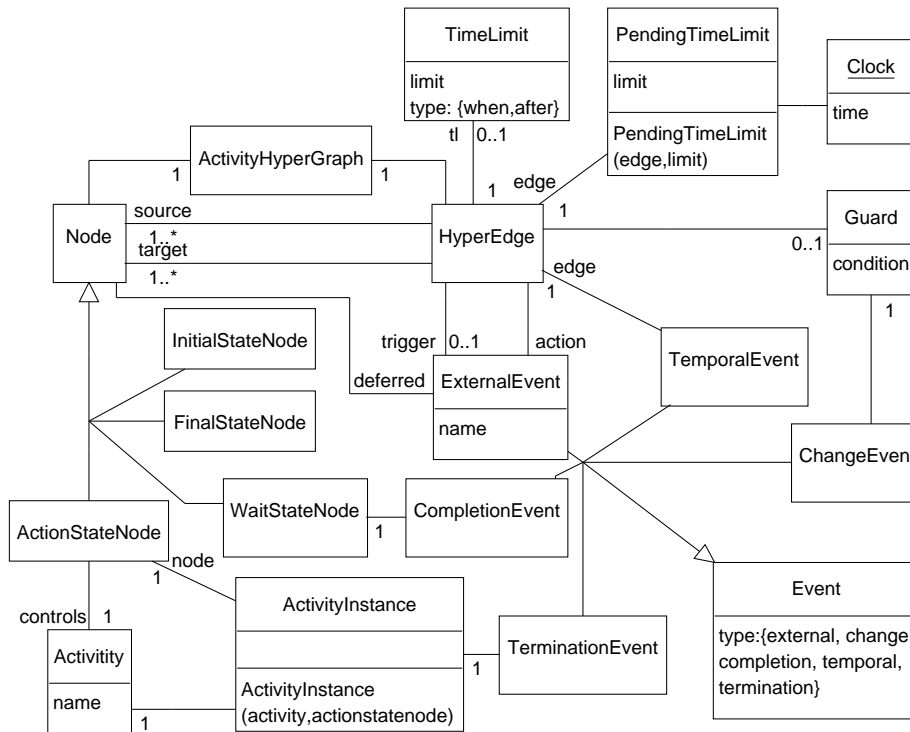 TimeLimit
limit
type: {when,after}
PendingTimeLimit
limit
PendingTimeLimit
(edge,limit)
Clock
time
tl
0..1
ActivityHyperGraph
1
1
1
edge
1
Node
source
1..*
target
1..*
HyperEdge
Guard
condition
0..1
1
edge
1
trigger
0..1
action
deferred
InitialStateNode
FinalStateNode
ExternalEvent
name
TemporalEvent
ChangeEven
WaitStateNode
1
CompletionEvent
ActionStateNode
node
1
controls
1
Activitity
name
1
ActivityInstance
ActivityInstance
(activity,actionstatenode)
1
TerminationEvent
Event
type:{external, change
completion, temporal,
termination}